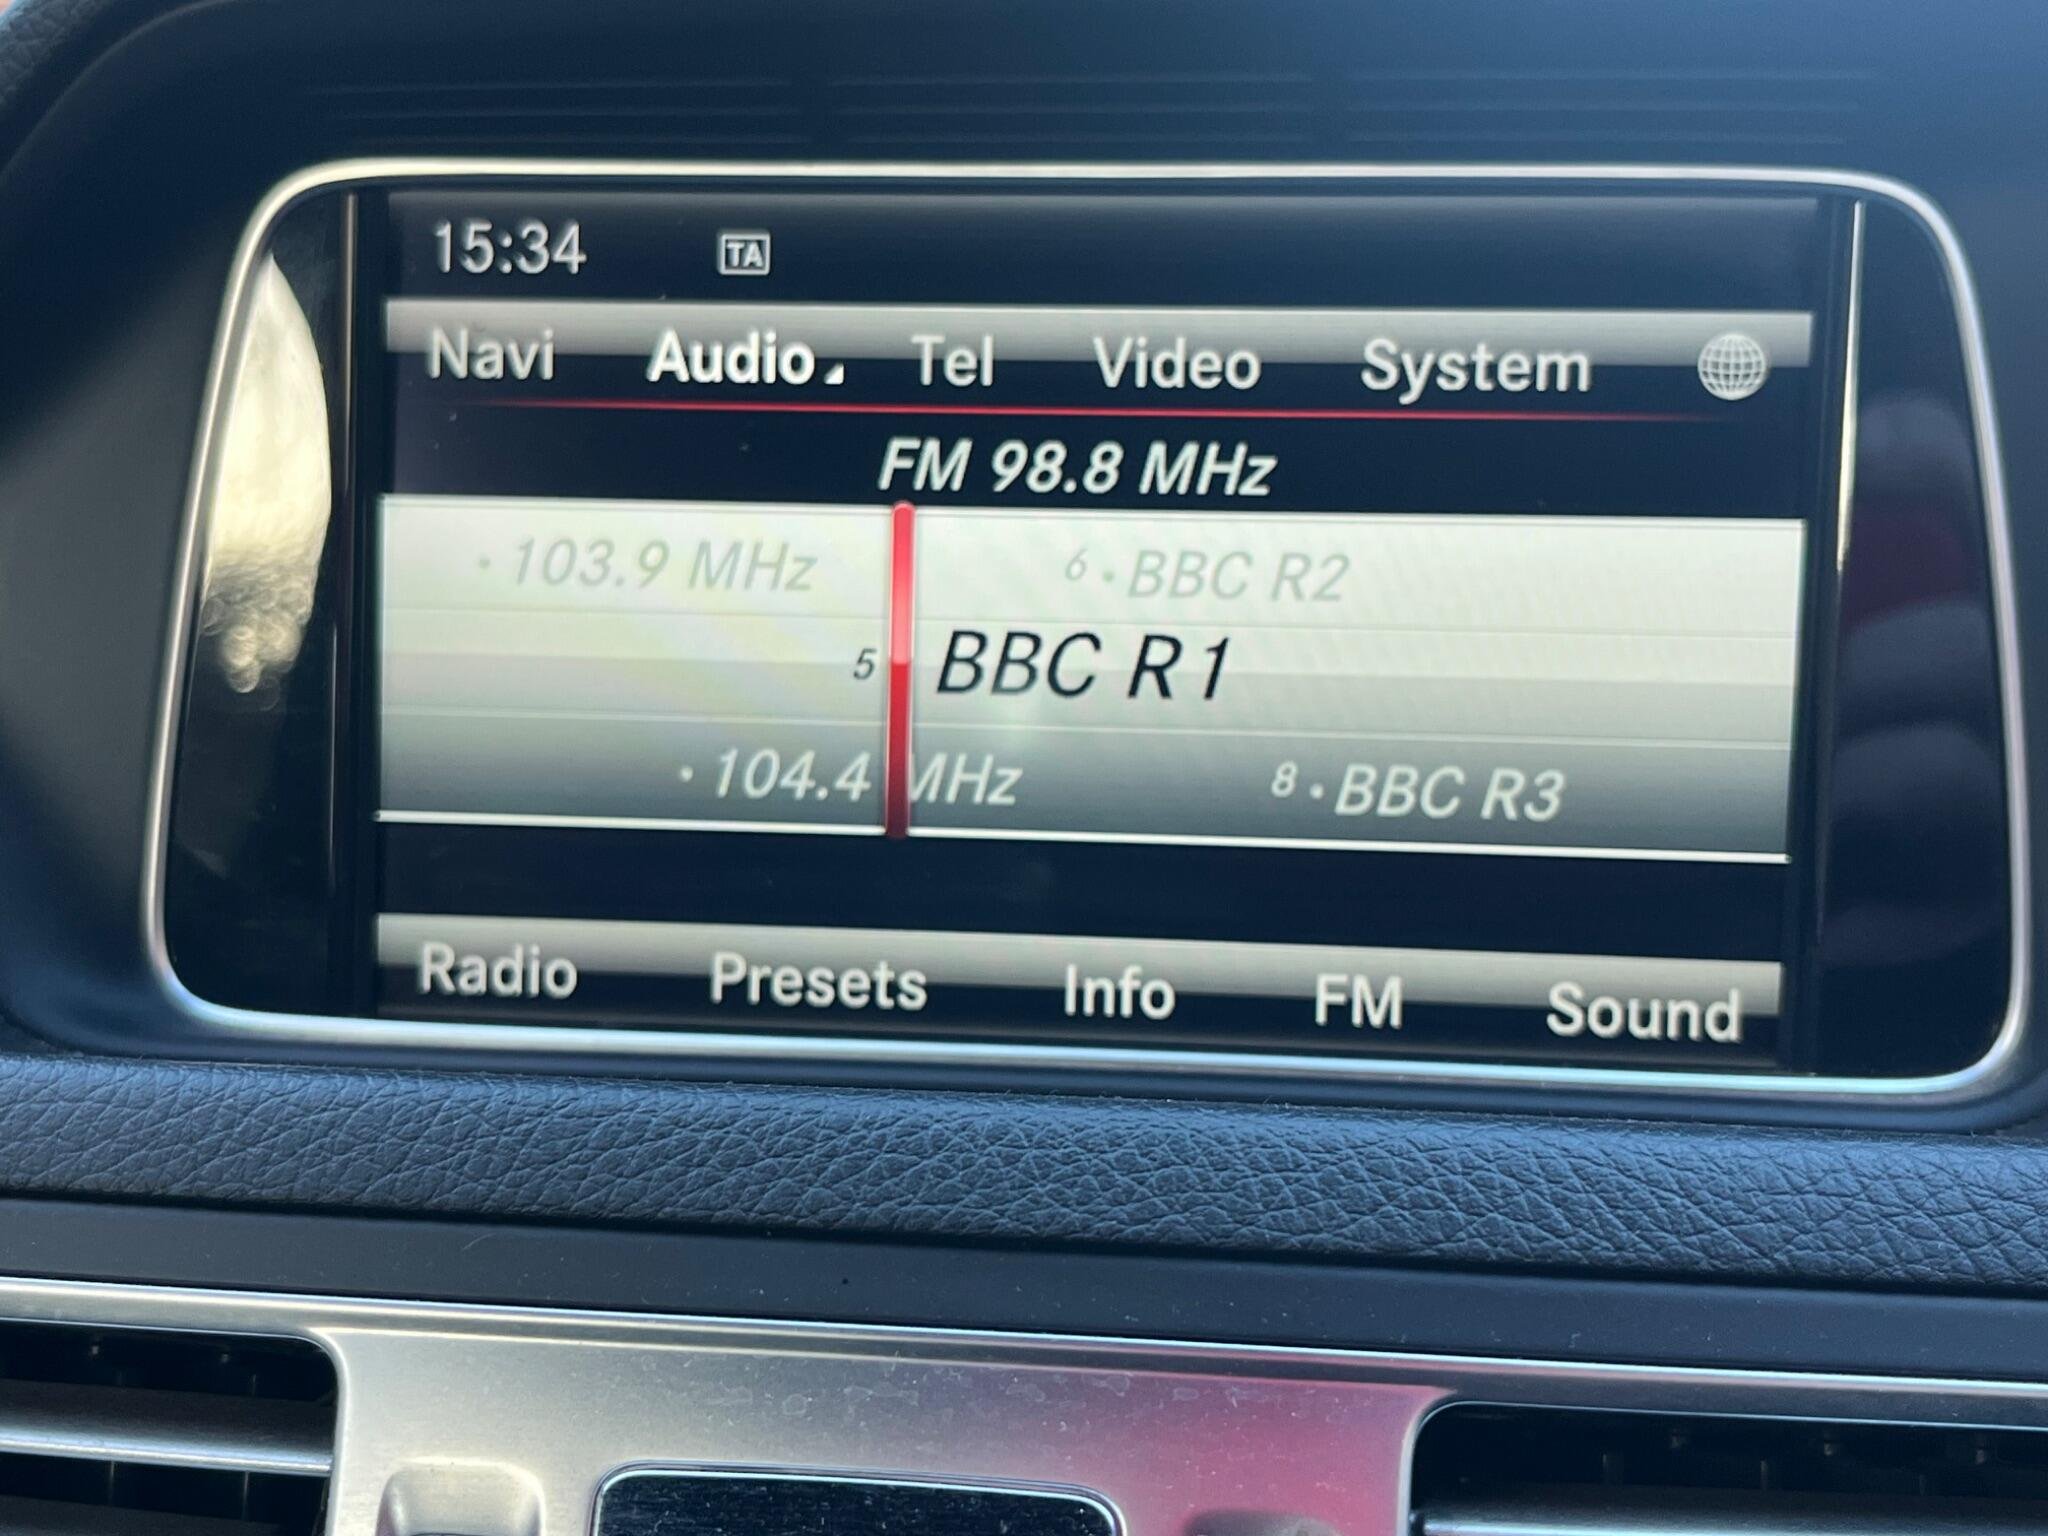 15:34 TA
Navi Audio Tel Video System
FM 98.8 MHz
· 103.9 MHz 6 · BBC R2
5 BBC R1
· 104.4 MHz 8 · BBC R3
Radio Presets Info FM Sound